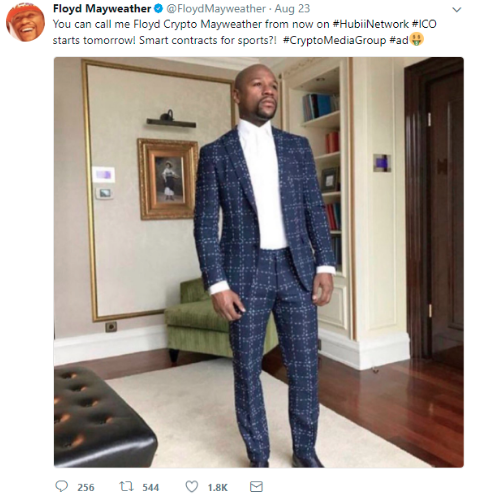 Floyd Mayweather @FloydMayweather · Aug 23
You can call me Floyd Crypto Mayweather from now on #HubiiNetwork #ICO
starts tomorrow! Smart contracts for sports?! #CryptoMediaGroup #ad🤑
256 544 1.8K